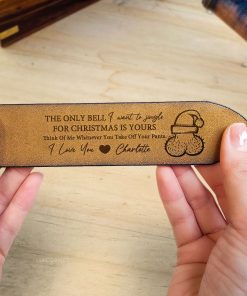 THE ONLY BELL I want to jingle
FOR CHRISTMAS IS YOURS
Think Of Me Whenever You Take Off Your Pants
I Love You ♥ Charlotte